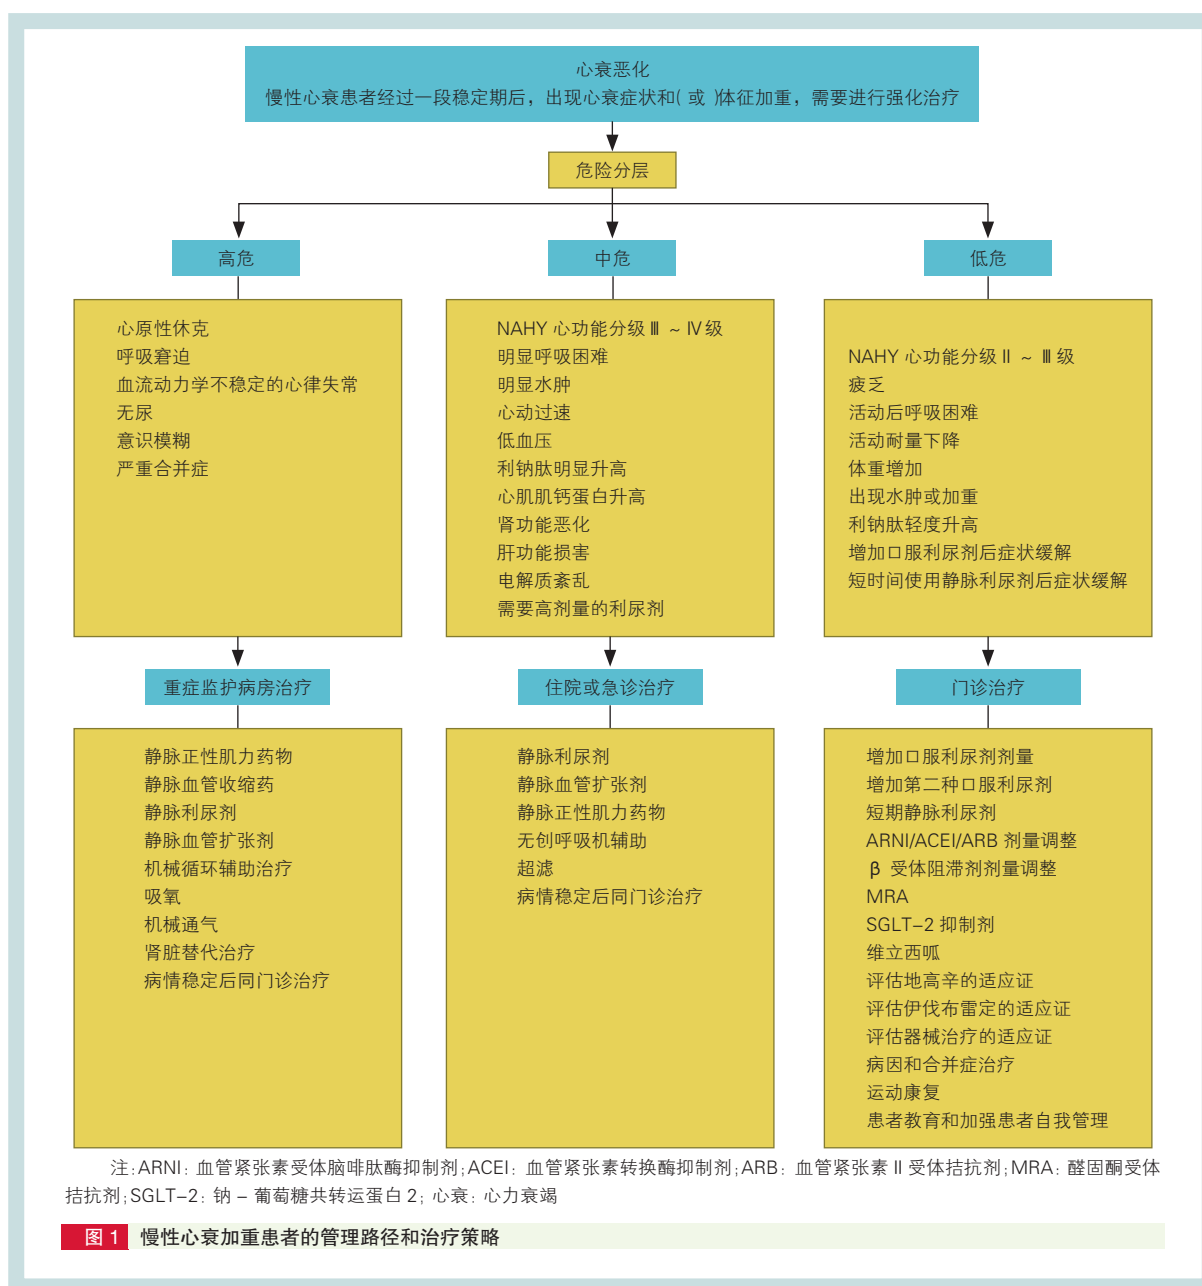 心衰恶化
慢性心衰患者经过一段稳定期后，出现心衰症状和( 或 )体征加重，需要进行强化治疗
危险分层
高危
中危
低危
心原性休克
呼吸窘迫
血流动力学不稳定的心律失常
无尿
意识模糊
严重合并症
NAHY 心功能分级 Ⅲ ～ Ⅳ 级
明显呼吸困难
明显水肿
心动过速
低血压
利钠肽明显升高
心肌肌钙蛋白升高
肾功能恶化
肝功能损害
电解质紊乱
需要高剂量的利尿剂
NAHY 心功能分级 II ～ Ⅲ 级
疲乏
活动后呼吸困难
活动耐量下降
体重增加
出现水肿或加重
利钠肽轻度升高
增加口服利尿剂后症状缓解
短时间使用静脉利尿剂后症状缓解
重症监护病房治疗
住院或急诊治疗
门诊治疗
静脉正性肌力药物
静脉血管收缩药
静脉利尿剂
静脉血管扩张剂
机械循环辅助治疗
吸氧
机械通气
肾脏替代治疗
病情稳定后同门诊治疗
静脉利尿剂
静脉血管扩张剂
静脉正性肌力药物
无创呼吸机辅助
超滤
病情稳定后同门诊治疗
增加口服利尿剂剂量
增加第二种口服利尿剂
短期静脉利尿剂
ARNI/ACEI/ARB 剂量调整
β 受体阻滞剂剂量调整
MRA
SGLT-2 抑制剂
维立西呱
评估地高辛的适应证
评估伊伐布雷定的适应证
评估器械治疗的适应证
病因和合并症治疗
运动康复
患者教育和加强患者自我管理
注：ARNI：血管紧张素受体脑啡肽酶抑制剂；ACEI：血管紧张素转换酶抑制剂；ARB：血管紧张素 II 受体拮抗剂；MRA：醛固酮受体
拮抗剂；SGLT-2：钠 - 葡萄糖共转运蛋白 2；心衰：心力衰竭
图 1 慢性心衰加重患者的管理路径和治疗策略